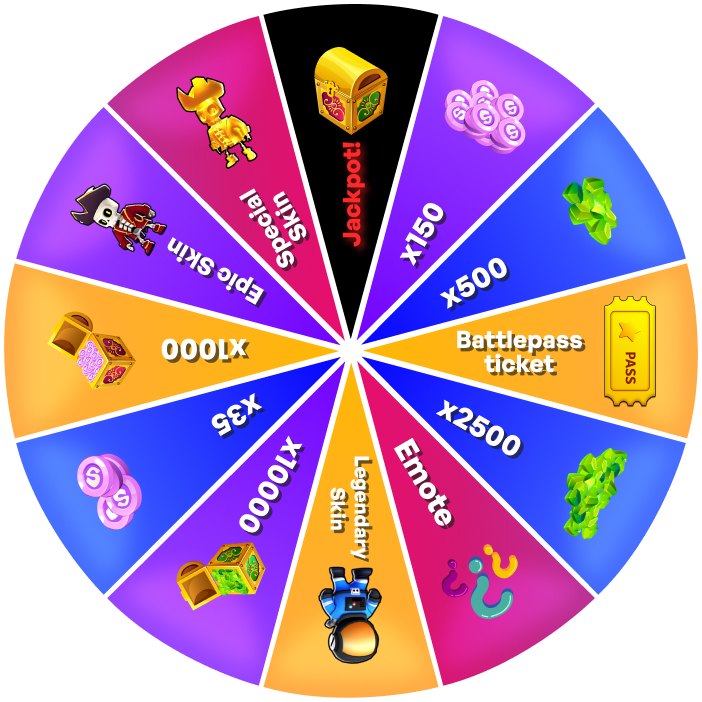 Jackpot!
x150
x500
Battlepass
ticket
PASS
x2500
Emote
Legendary
Skin
x10000
x35
x1000
Epic Skin
Special
Skin
S
S
S
S
S
S
S